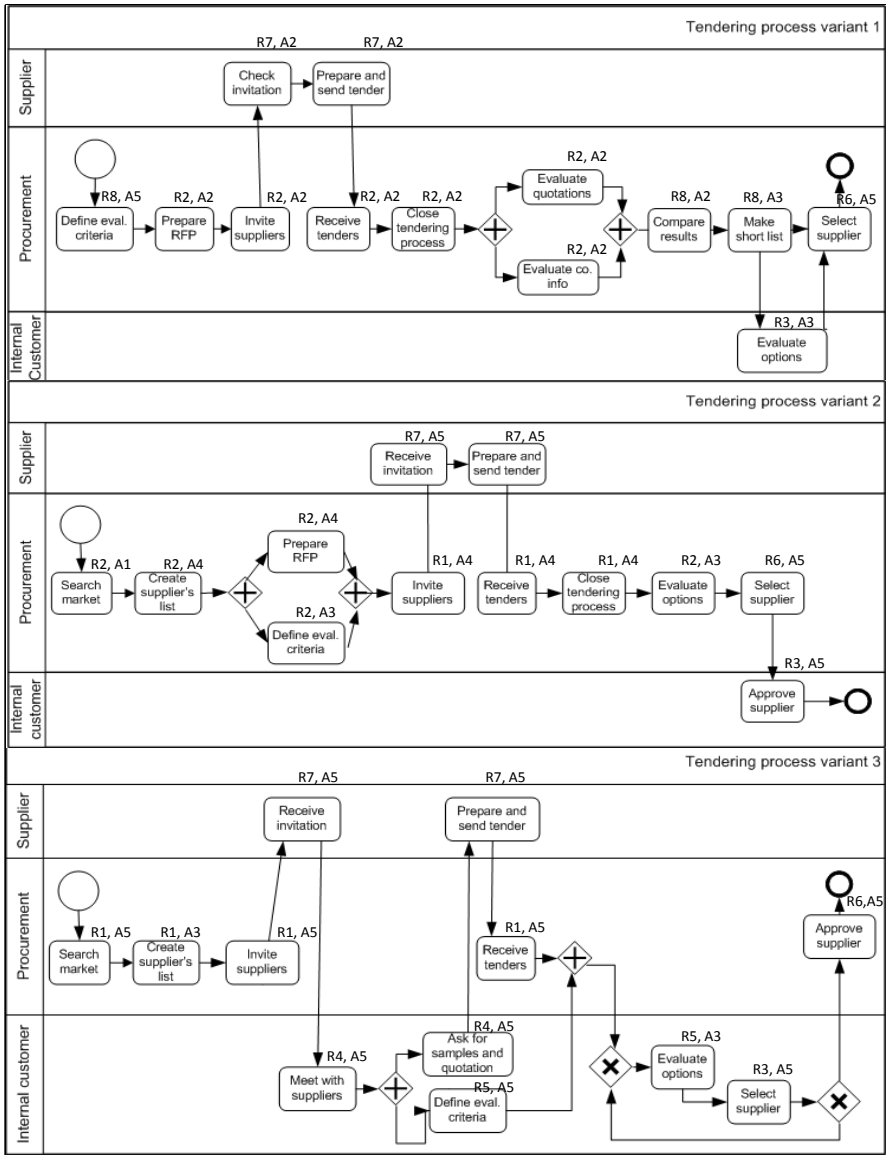 Tendering process variant 1
Supplier
R7, A2
R7, A2
Check
invitation
Prepare and
send tender
Procurement
R8, A5
R2, A2
R2, A2
R2, A2
R2, A2
R2, A2
R2, A2
R8, A2
R8, A3
R6, A5
Define eval.
criteria
Prepare
RFP
Invite
suppliers
Receive
tenders
Close
tendering
process
Evaluate
quotations
Evaluate co.
info
Compare
results
Make
short list
Select
supplier
Internal
Customer
R3, A3
Evaluate
options
Tendering process variant 2
Supplier
R7, A5
R7, A5
Receive
invitation
Prepare and
send tender
Procurement
R2, A1
R2, A4
R2, A4
R2, A3
R1, A4
R1, A4
R1, A4
R2, A3
R6, A5
Search
market
Create
supplier's
list
Prepare
RFP
Define eval.
criteria
Invite
suppliers
Receive
tenders
Close
tendering
process
Evaluate
options
Select
supplier
Internal
customer
R3, A5
Approve
supplier
Tendering process variant 3
Supplier
R7, A5
R7, A5
Receive
invitation
Prepare and
send tender
Procurement
R1, A5
R1, A3
R1, A5
R1, A5
R6,A5
Search
market
Create
supplier's
list
Invite
suppliers
Receive
tenders
Approve
supplier
Internal customer
R4, A5
R4, A5
R5, A5
R5, A3
R3, A5
Meet with
suppliers
Ask for
samples and
quotation
Define eval.
criteria
Evaluate
options
Select
supplier